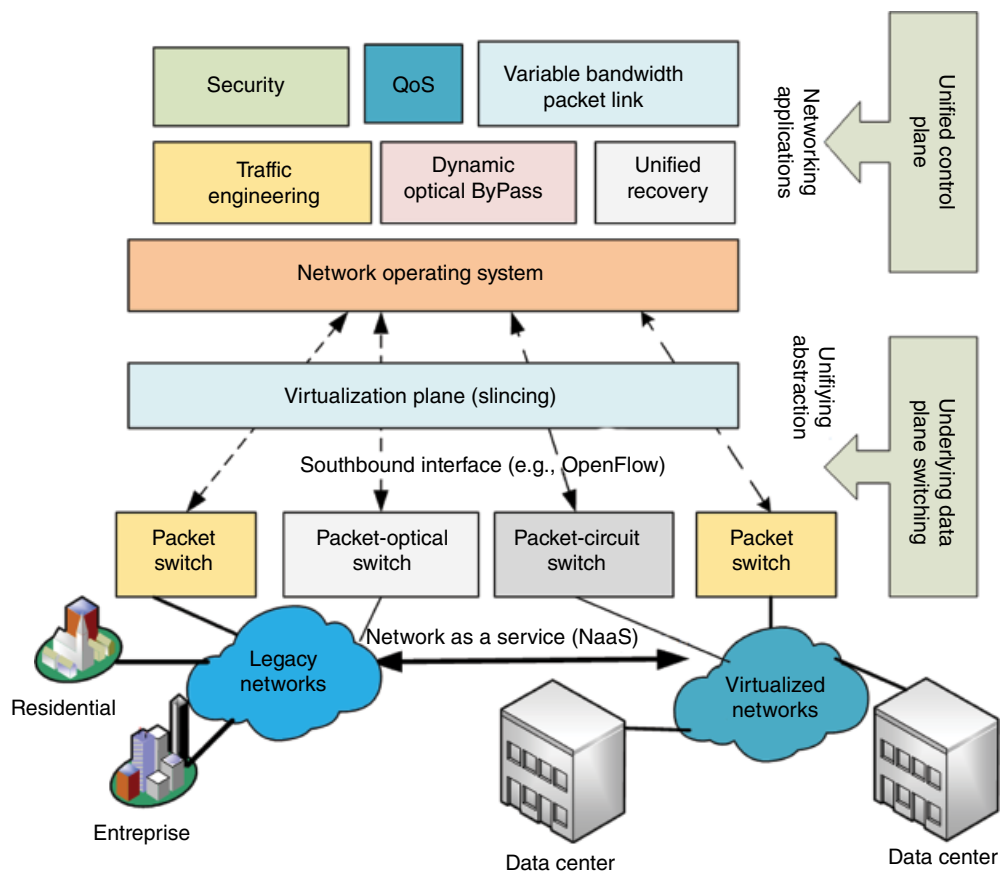 Security
QoS
Variable bandwidth
packet link
Traffic
engineering
Dynamic
optical ByPass
Unified
recovery
Networking
applications
Unified control
plane
Network operating system
Virtualization plane (slincing)
Unifiying
abstraction
Underlying data
plane switching
Southbound interface (e.g., OpenFlow)
Packet
switch
Packet-optical
switch
Packet-circuit
switch
Packet
switch
Network as a service (NaaS)
Legacy
networks
Virtualized
networks
Residential
Entreprise
Data center
Data center